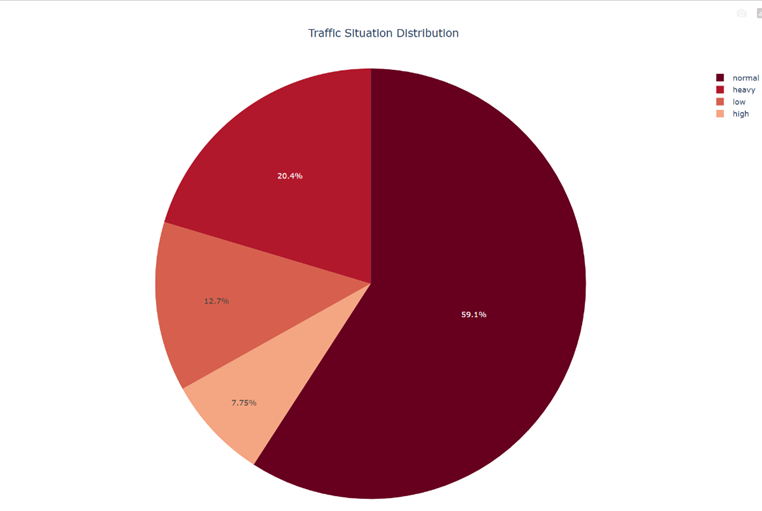 Traffic Situation Distribution
normal
heavy
low
high
20.4%
12.7%
59.1%
7.75%